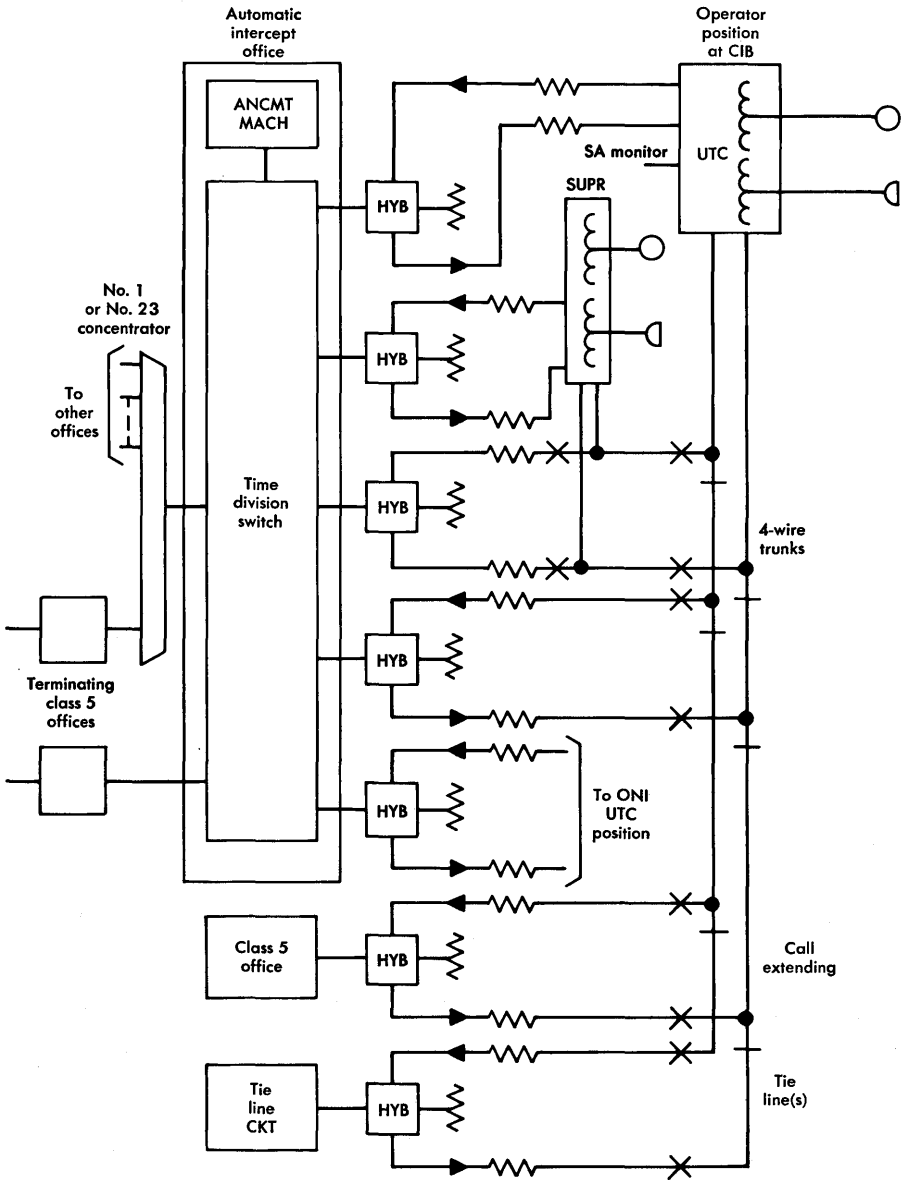 Automatic
intercept
office
Operator
position
at CIB
ANCMT
MACH
UTC
SA monitor
SUPR
HYB
No. 1
or No. 23
concentrator
HYB
To
other
offices
Time
division
switch
HYB
4-wire
trunks
HYB
Terminating
class 5
offices
HYB
To ONI
UTC
position
Class 5
office
HYB
Call
extending
Tie
line
CKT
HYB
Tie
line(s)